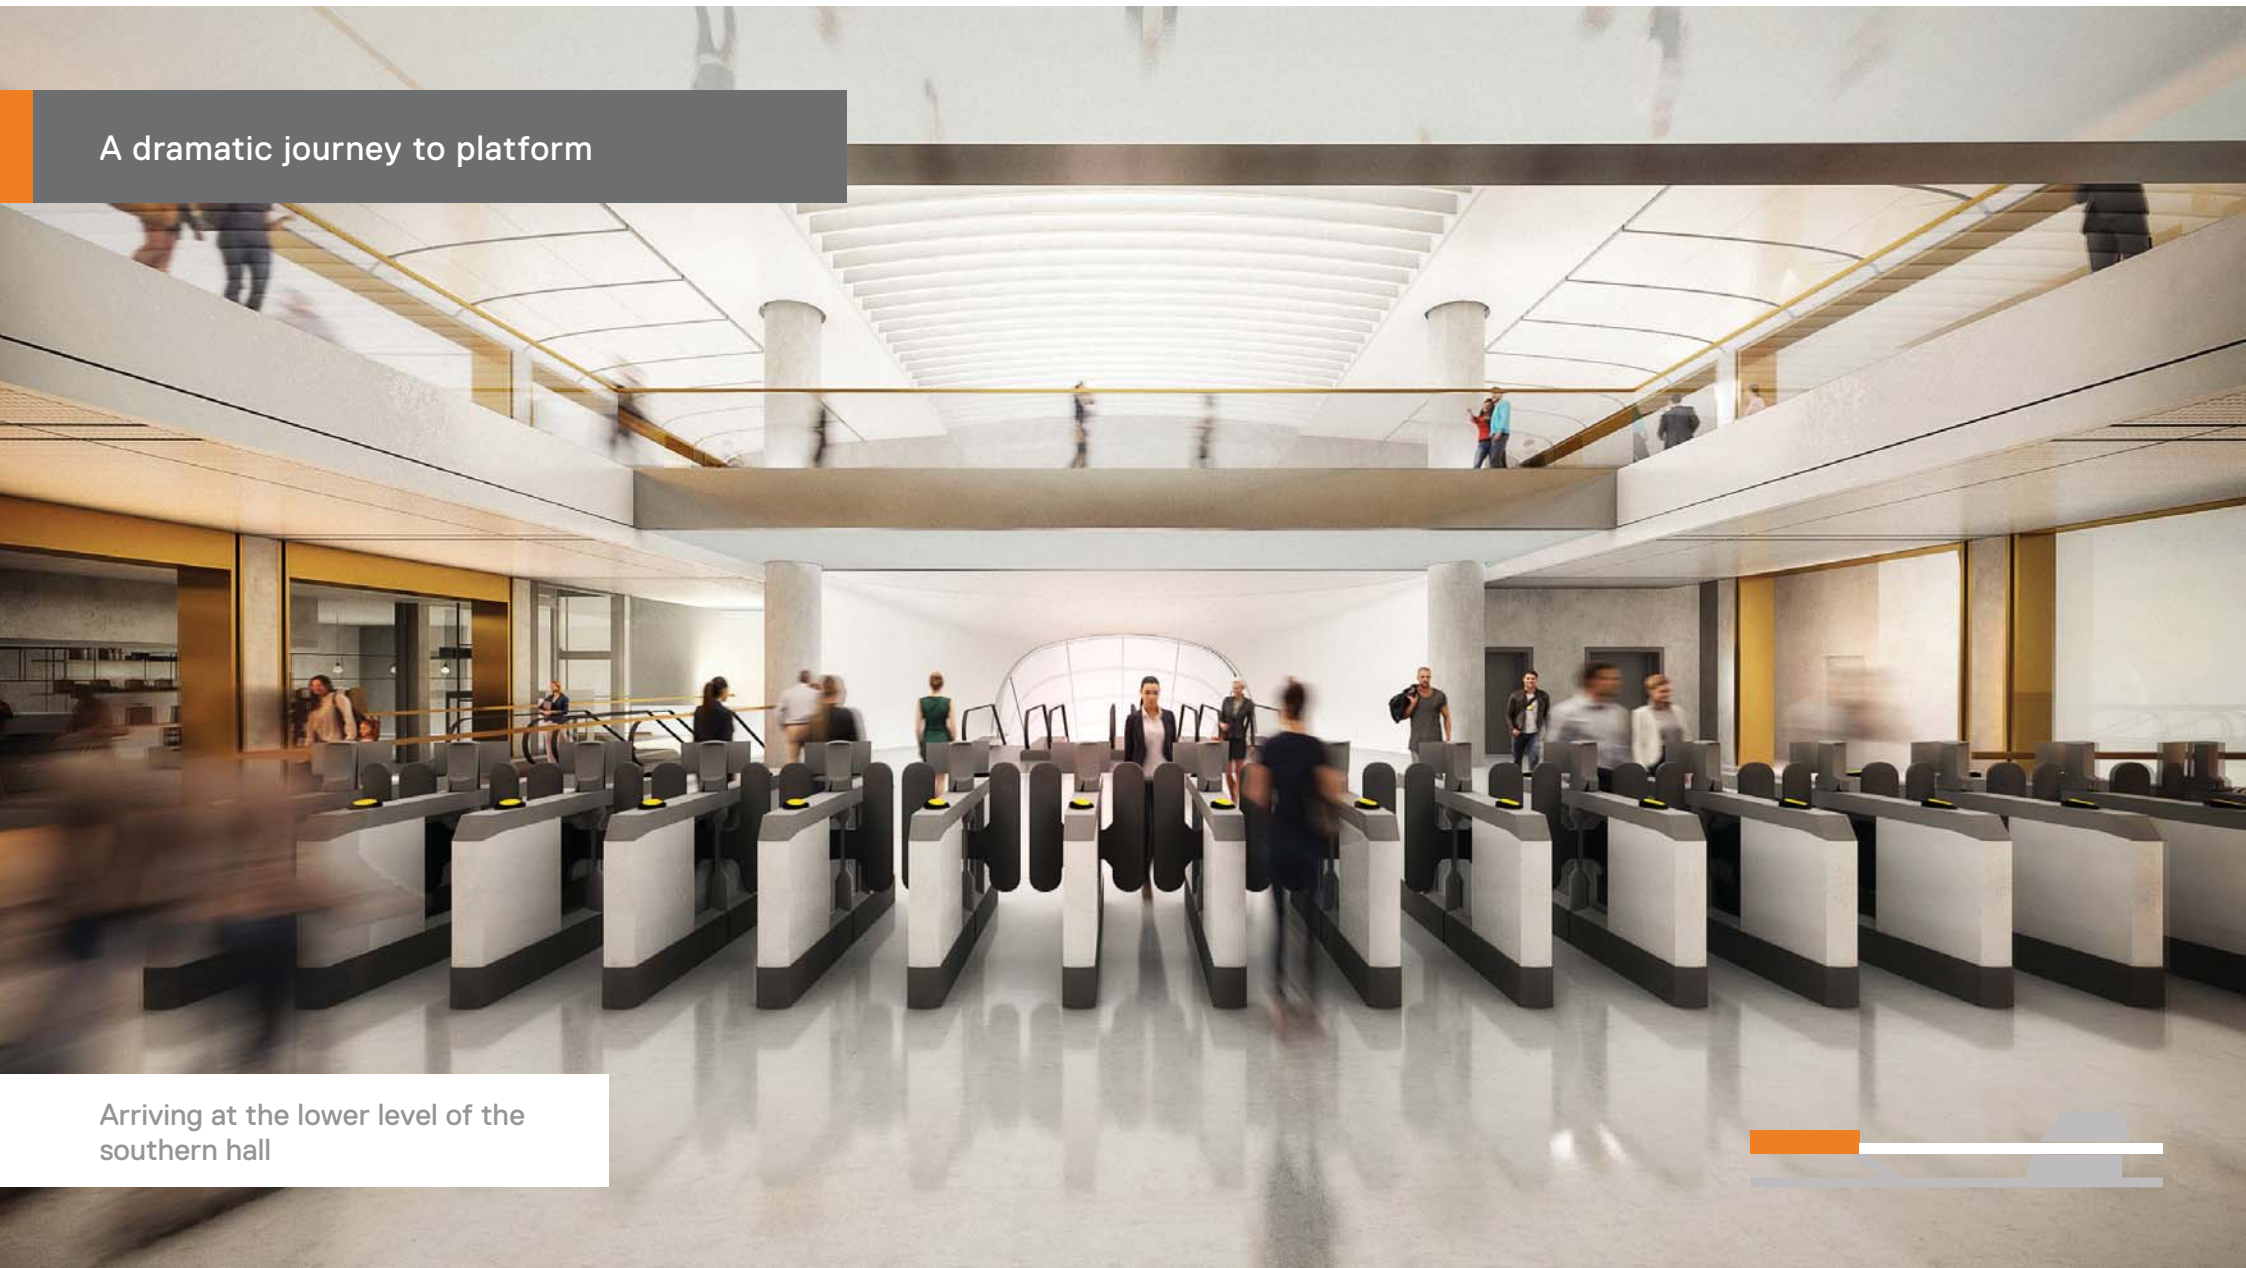 A dramatic journey to platform
Arriving at the lower level of the
southern hall